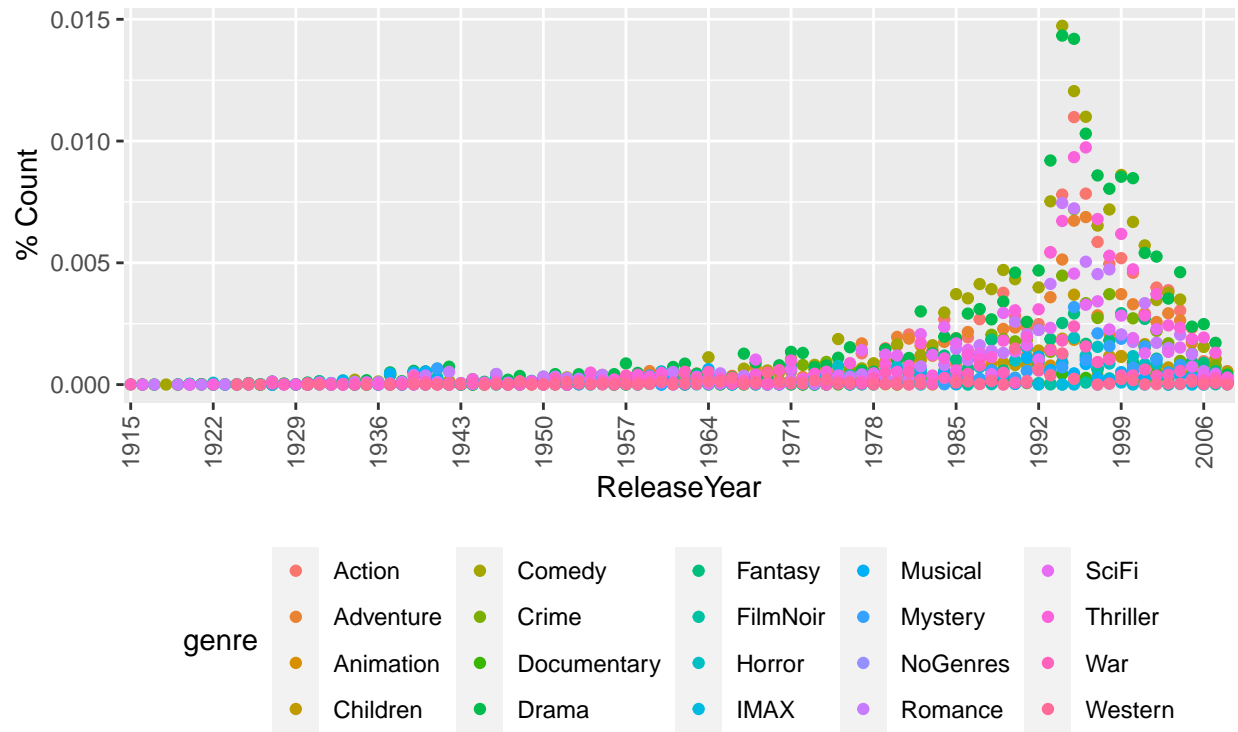 0.015
0.010
0.005
0.000
% Count
1915 1922 1929 1936 1943 1950 1957 1964 1971 1978 1985 1992 1999 2006
ReleaseYear
genre
Action Comedy Fantasy Musical SciFi
Adventure Crime FilmNoir Mystery Thriller
Animation Documentary Horror NoGenres War
Children Drama IMAX Romance Western